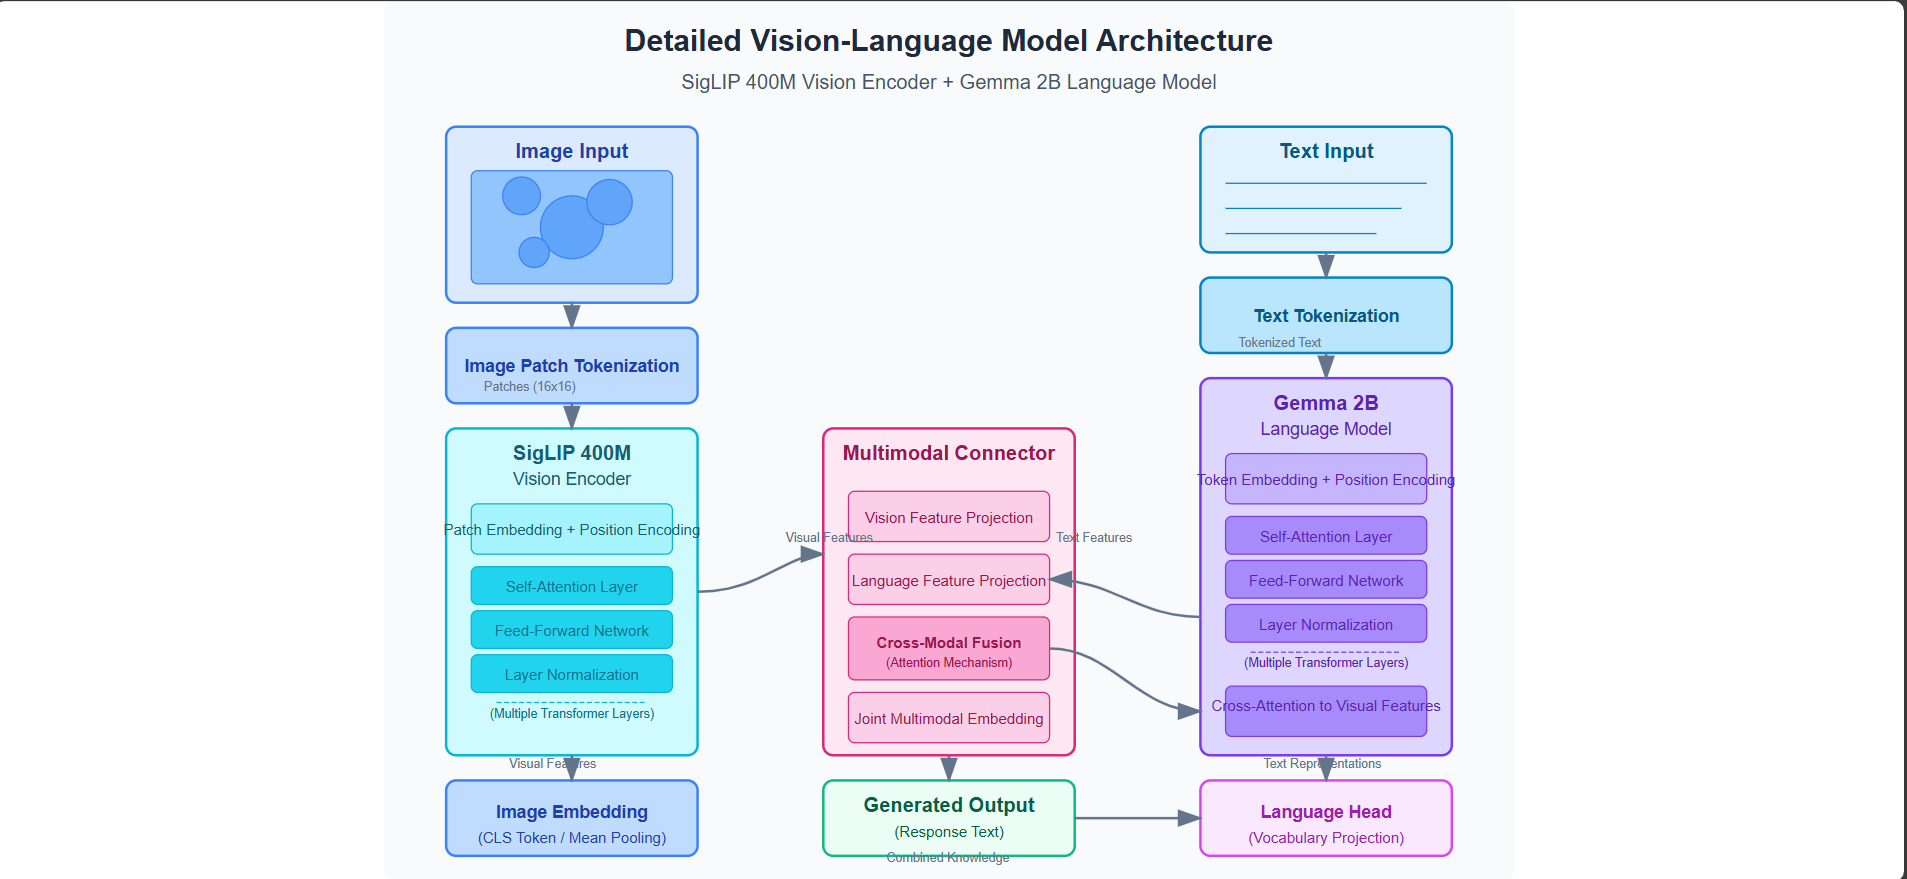 Detailed Vision-Language Model Architecture
SigLIP 400M Vision Encoder + Gemma 2B Language Model
Image Input
Image Patch Tokenization
Patches (16x16)
SigLIP 400M
Vision Encoder
Patch Embedding + Position Encoding
Self-Attention Layer
Feed-Forward Network
Layer Normalization
(Multiple Transformer Layers)
Visual Features
Image Embedding
(CLS Token / Mean Pooling)
Visual Features
Multimodal Connector
Vision Feature Projection
Language Feature Projection
Cross-Modal Fusion
(Attention Mechanism)
Joint Multimodal Embedding
Generated Output
(Response Text)
Combined Knowledge
Text Features
Text Input
Text Tokenization
Tokenized Text
Gemma 2B
Language Model
Token Embedding + Position Encoding
Self-Attention Layer
Feed-Forward Network
Layer Normalization
(Multiple Transformer Layers)
Cross-Attention to Visual Features
Text Representations
Language Head
(Vocabulary Projection)